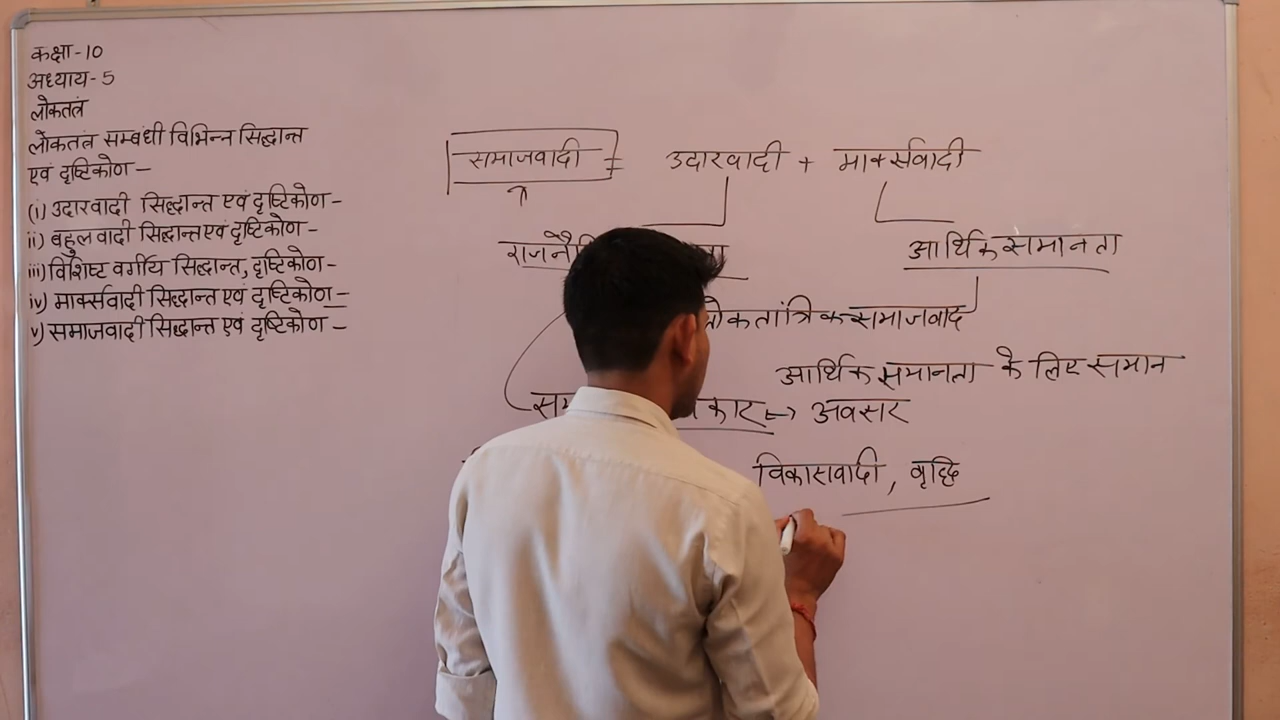 कक्षा-10
अध्याय-5
लोकतंत्र
लोकतंत्र सम्बंधी विभिन्न सिद्धान्त
एवं दृष्टिकोण —
(i) उदारवादी सिद्धान्त एवं दृष्टिकोण —
ii) बहुलवादी सिद्धान्त एवं दृष्टिकोण —
iii) विशिष्ट वर्गीय सिद्धान्त, दृष्टिकोण —
iv) मार्क्सवादी सिद्धान्त एवं दृष्टिकोण —
v) समाजवादी सिद्धान्त एवं दृष्टिकोण —
समाजवादी = उदारवादी + मार्क्सवादी
आर्थिक समानता
लोकतांत्रिक समाजवाद
आर्थिक समानता के लिए समान
अवसर
विकासवादी, वृद्धि